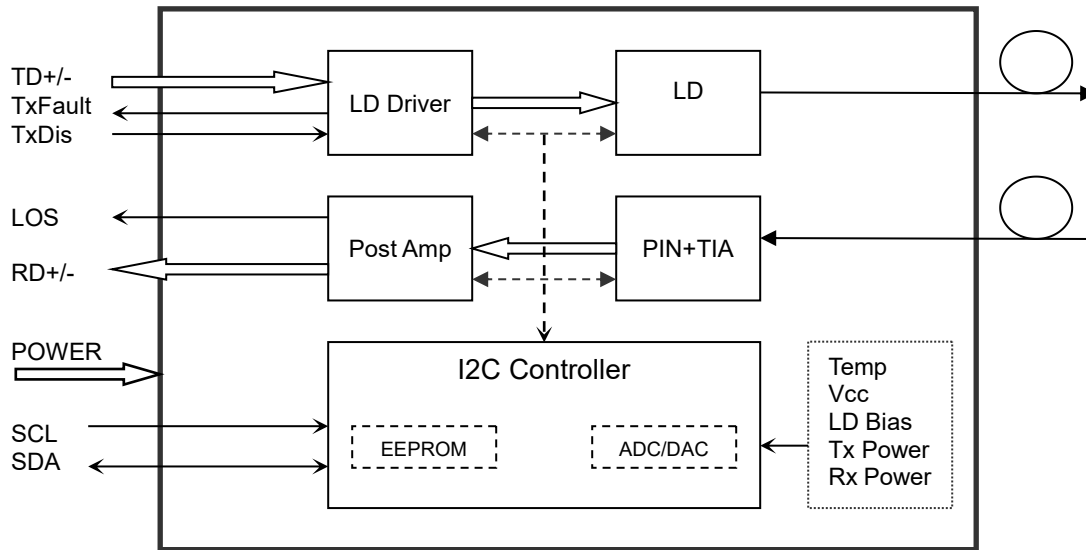 TD+/-
TxFault
TxDis
LD Driver
LD
LOS
RD+/-
Post Amp
PIN+TIA
POWER
SCL
SDA
I2C Controller
EEPROM
ADC/DAC
Temp
Vcc
LD Bias
Tx Power
Rx Power